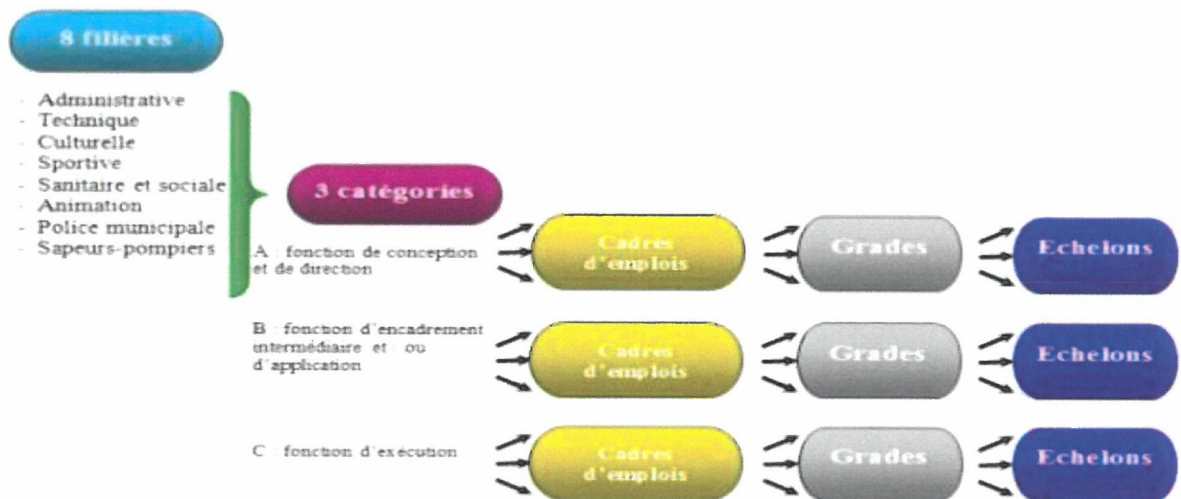 8 filières
- Administrative
- Technique
- Culturelle
- Sportive
- Sanitaire et sociale
- Animation
- Police municipale
- Sapeurs-pompiers
3 catégories
A : fonction de conception
et de direction
Cadres
d'emplois
Grades
Echelons
B : fonction d'encadrement
intermédiaire et ou
d'application
Cadres
d'emplois
Grades
Echelons
C : fonction d'exécution
Cadres
d'emplois
Grades
Echelons